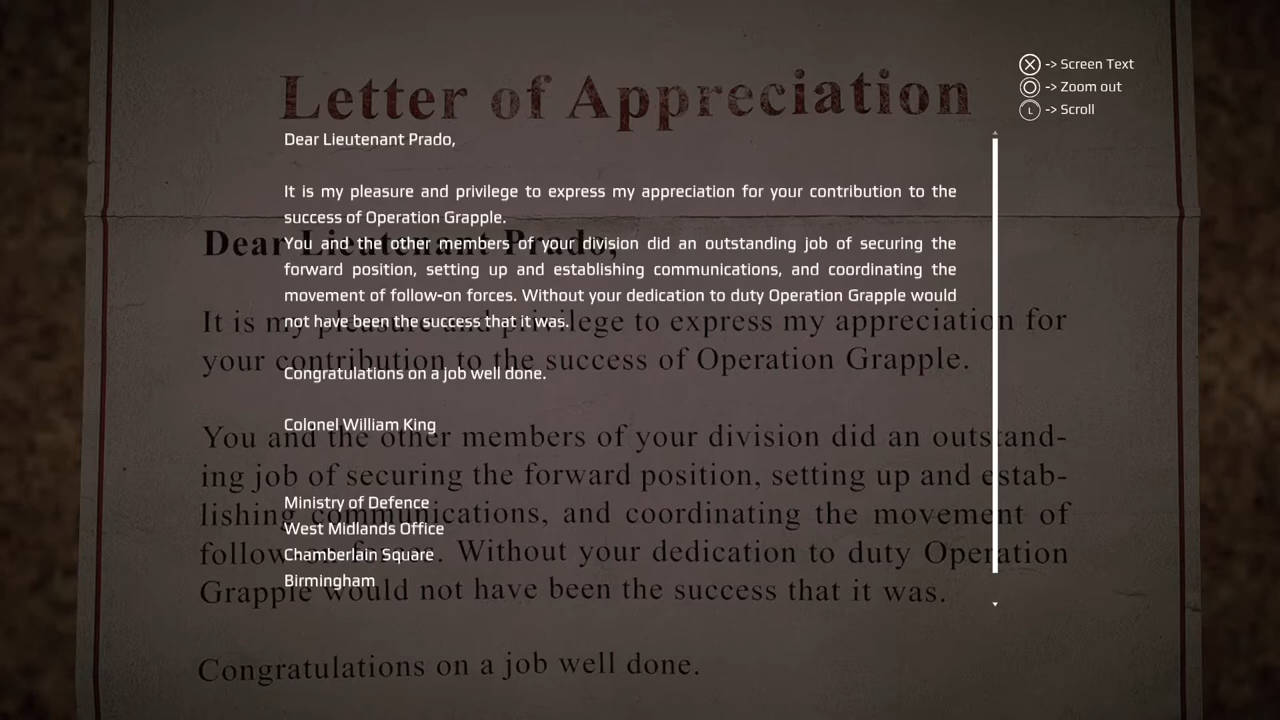 Letter of Appreciation
-> Screen Text
-> Zoom out
L -> Scroll
Dear Lieutenant Prado,
It is my pleasure and privilege to express my appreciation for your contribution to the
success of Operation Grapple.
You and the other members of your division did an outstanding job of securing the
forward position, setting up and establishing communications, and coordinating the
movement of follow-on forces. Without your dedication to duty Operation Grapple would
not have been the success that it was.
Congratulations on a job well done.
Colonel William King
Ministry of Defence
West Midlands Office
Chamberlain Square
Birmingham
Dear Lieutenant Prado,
It is my pleasure and privilege to express my appreciation for
your contribution to the success of Operation Grapple.
You and the other members of your division did an outstand-
ing job of securing the forward position, setting up and estab-
lishing communications, and coordinating the movement of
follow-on forces. Without your dedication to duty Operation
Grapple would not have been the success that it was.
Congratulations on a job well done.